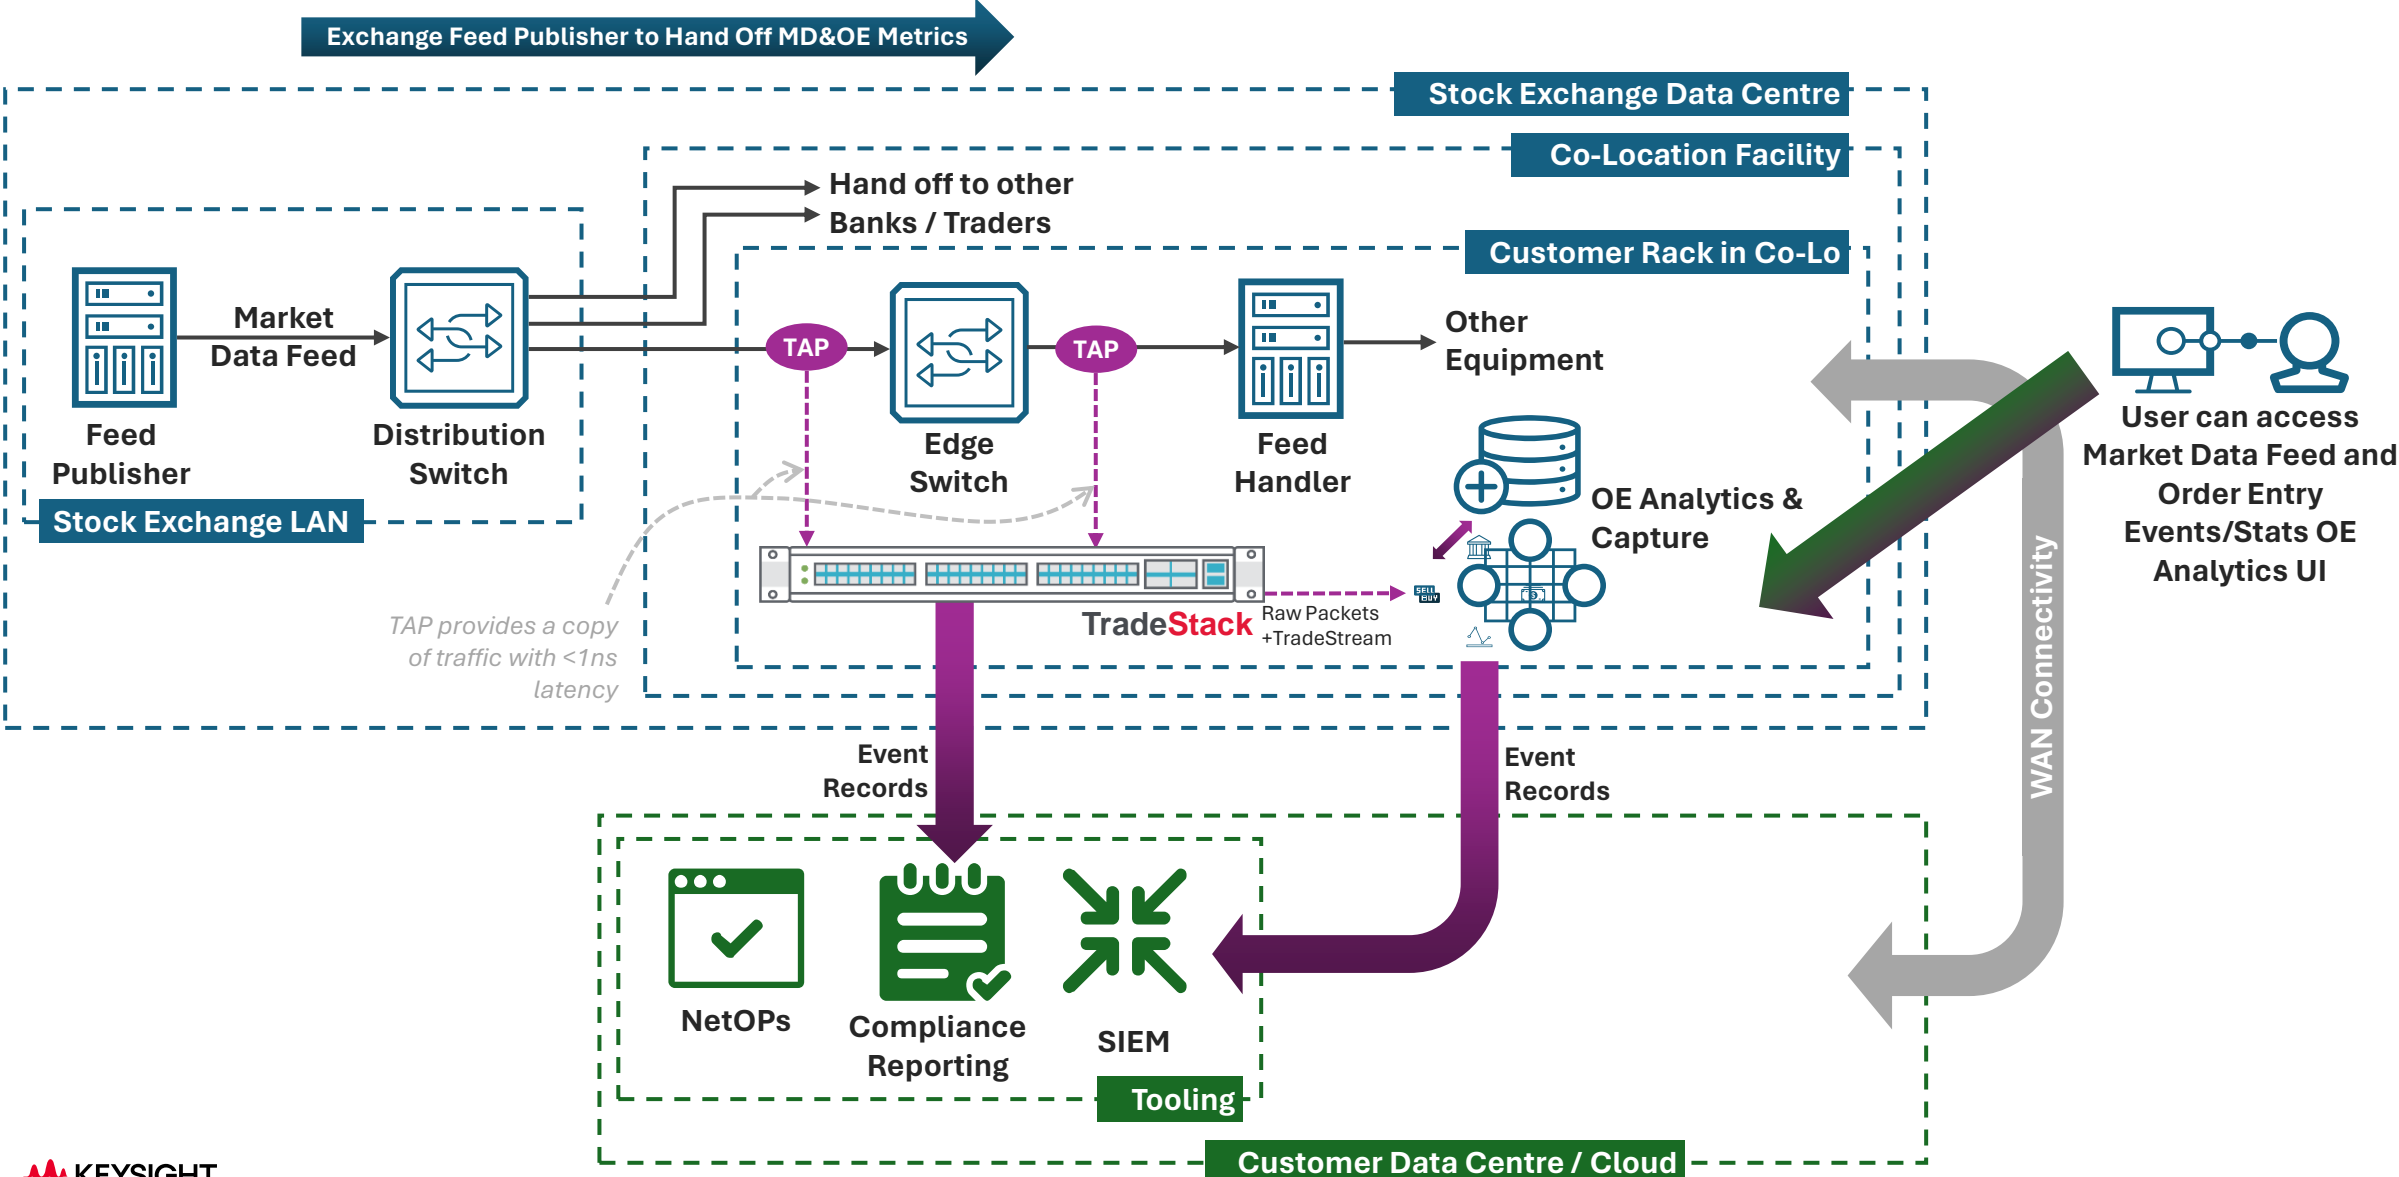 Exchange Feed Publisher to Hand Off MD&OE Metrics
Stock Exchange Data Centre
Co-Location Facility
Hand off to other
Banks / Traders
Customer Rack in Co-Lo
Market
Data Feed
TAP
TAP
Other
Equipment
Feed
Publisher
Distribution
Switch
Edge
Switch
Feed
Handler
User can access
Market Data Feed and
Order Entry
Events/Stats OE
Analytics UI
OE Analytics &
Capture
Stock Exchange LAN
WAN Connectivity
SELL
BUY
TradeStack
Raw Packets
+TradeStream
TAP provides a copy
of traffic with <1ns
latency
Event
Records
Event
Records
NetOPs
Compliance
Reporting
SIEM
Tooling
Customer Data Centre / Cloud
KEYSIGHT